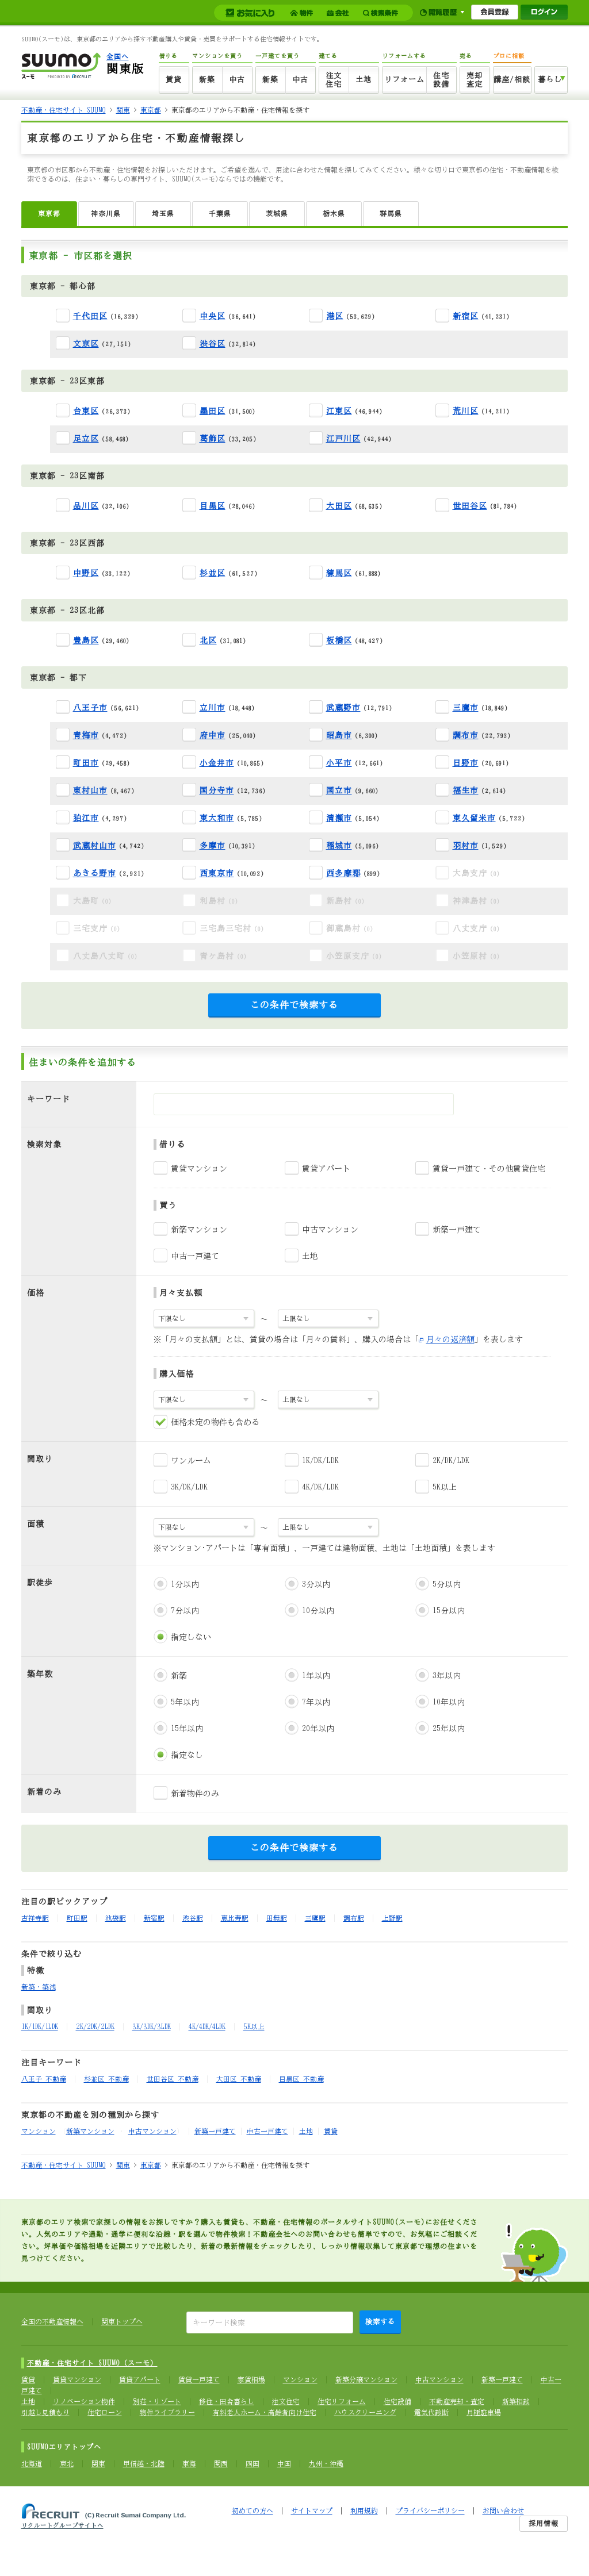 お気に入り 物件 会社 検索条件 閲覧履歴 会員登録 ログイン
SUUMO(スーモ)は、東京都のエリアから探す不動産購入や賃貸・売買をサポートする住宅情報サイトです。
SUUMO スーモ POWERED BY RECRUIT
全国へ
関東版
借りる マンションを買う 一戸建てを買う 建てる リフォームする 売る プロに相談
賃貸 新築 中古 新築 中古 注文住宅 土地 リフォーム 住宅設備 売却査定 講座/相談 暮らし
不動産・住宅サイト SUUMO > 関東 > 東京都 > 東京都のエリアから不動産・住宅情報を探す
東京都のエリアから住宅・不動産情報探し
東京都の市区郡から不動産・住宅情報をお探しいただけます。ご希望を選んで、用途に合わせた情報を探してみてください。様々な切り口で東京都の住宅・不動産情報を検索できるのは、住まい・暮らしの専門サイト、SUUMO(スーモ)ならではの機能です。
東京都 神奈川県 埼玉県 千葉県 茨城県 栃木県 群馬県
東京都 - 市区郡を選択
東京都 - 都心部
千代田区 (16,329) 中央区 (36,641) 港区 (53,629) 新宿区 (41,231)
文京区 (27,151) 渋谷区 (32,814)
東京都 - 23区東部
台東区 (26,373) 墨田区 (31,500) 江東区 (46,944) 荒川区 (14,211)
足立区 (58,468) 葛飾区 (33,205) 江戸川区 (42,944)
東京都 - 23区南部
品川区 (32,106) 目黒区 (28,046) 大田区 (68,635) 世田谷区 (81,784)
東京都 - 23区西部
中野区 (33,122) 杉並区 (61,527) 練馬区 (61,888)
東京都 - 23区北部
豊島区 (29,460) 北区 (31,081) 板橋区 (48,427)
東京都 - 都下
八王子市 (56,621) 立川市 (18,448) 武蔵野市 (12,791) 三鷹市 (18,849)
青梅市 (4,472) 府中市 (25,040) 昭島市 (6,300) 調布市 (22,793)
町田市 (29,458) 小金井市 (10,865) 小平市 (12,661) 日野市 (20,691)
東村山市 (8,467) 国分寺市 (12,736) 国立市 (9,660) 福生市 (2,614)
狛江市 (4,297) 東大和市 (5,785) 清瀬市 (5,054) 東久留米市 (5,722)
武蔵村山市 (4,742) 多摩市 (10,391) 稲城市 (5,096) 羽村市 (1,529)
あきる野市 (2,921) 西東京市 (10,092) 西多摩郡 (899) 大島支庁 (0)
大島町 (0) 利島村 (0) 新島村 (0) 神津島村 (0)
三宅支庁 (0) 三宅島三宅村 (0) 御蔵島村 (0) 八丈支庁 (0)
八丈島八丈町 (0) 青ヶ島村 (0) 小笠原支庁 (0) 小笠原村 (0)
この条件で検索する
住まいの条件を追加する
キーワード
検索対象
借りる
賃貸マンション 賃貸アパート 賃貸一戸建て・その他賃貸住宅
買う
新築マンション 中古マンション 新築一戸建て
中古一戸建て 土地
価格
月々支払額
下限なし ～ 上限なし
※「月々の支払額」とは、賃貸の場合は「月々の賃料」、購入の場合は「月々の返済額」を表します
購入価格
下限なし ～ 上限なし
価格未定の物件も含める
間取り
ワンルーム 1K/DK/LDK 2K/DK/LDK
3K/DK/LDK 4K/DK/LDK 5K以上
面積
下限なし ～ 上限なし
※マンション･アパートは「専有面積」、一戸建ては建物面積、土地は「土地面積」を表します
駅徒歩
1分以内 3分以内 5分以内
7分以内 10分以内 15分以内
指定しない
築年数
新築 1年以内 3年以内
5年以内 7年以内 10年以内
15年以内 20年以内 25年以内
指定なし
新着のみ
新着物件のみ
この条件で検索する
注目の駅ピックアップ
吉祥寺駅 町田駅 池袋駅 新宿駅 渋谷駅 恵比寿駅 田無駅 三鷹駅 調布駅 上野駅
条件で絞り込む
特徴
新築・築浅
間取り
1K/1DK/1LDK 2K/2DK/2LDK 3K/3DK/3LDK 4K/4DK/4LDK 5K以上
注目キーワード
八王子 不動産 杉並区 不動産 世田谷区 不動産 大田区 不動産 目黒区 不動産
東京都の不動産を別の種別から探す
マンション 新築マンション 中古マンション 新築一戸建て 中古一戸建て 土地 賃貸
不動産・住宅サイト SUUMO > 関東 > 東京都 > 東京都のエリアから不動産・住宅情報を探す
東京都のエリア検索で家探しの情報をお探しですか？購入も賃貸も、不動産・住宅情報のポータルサイトSUUMO(スーモ)にお任せください。人気のエリアや通勤・通学に便利な沿線・駅を選んで物件検索！不動産会社へのお問い合わせも簡単ですので、お気軽にご相談ください。坪単価や価格相場を近隣エリアで比較したり、新着の最新情報をチェックしたり、しっかり情報収集して東京都で理想の住まいを見つけてください。
全国の不動産情報へ 関東トップへ キーワード検索 検索する
不動産・住宅サイト SUUMO (スーモ)
賃貸 賃貸マンション 賃貸アパート 賃貸一戸建て 家賃相場 マンション 新築分譲マンション 中古マンション 新築一戸建て 中古一戸建て
土地 リノベーション物件 別荘・リゾート 移住・田舎暮らし 注文住宅 住宅リフォーム 住宅設備 不動産売却・査定 新築相談
引越し見積もり 住宅ローン 物件ライブラリー 有料老人ホーム・高齢者向け住宅 ハウスクリーニング 電気代診断 月極駐車場
SUUMOエリアトップへ
北海道 東北 関東 甲信越・北陸 東海 関西 四国 中国 九州・沖縄
RECRUIT (C) Recruit Sumai Company Ltd.
リクルートグループサイトへ
初めての方へ | サイトマップ | 利用規約 | プライバシーポリシー | お問い合わせ
採用情報